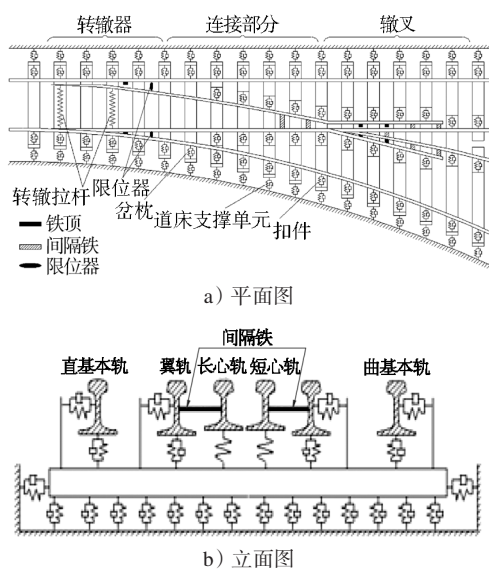 转辙器 连接部分 辙叉
转辙拉杆 限位器 岔枕 道床支撑单元 扣件
铁顶
间隔铁
限位器
a）平面图
间隔铁
直基本轨 翼轨 长心轨 短心轨 曲基本轨
b）立面图